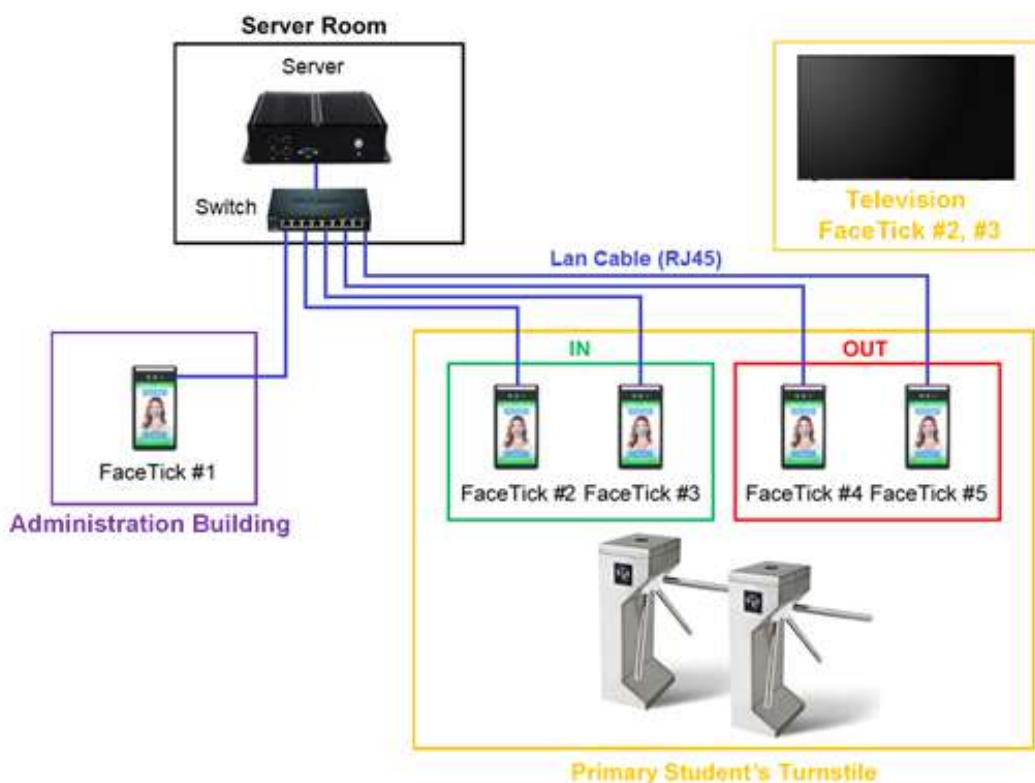 Server Room
Server
Switch
Television
FaceTick #2, #3
Lan Cable (RJ45)
IN
OUT
FaceTick #1
FaceTick #2
FaceTick #3
FaceTick #4
FaceTick #5
Administration Building
Primary Student's Turnstile